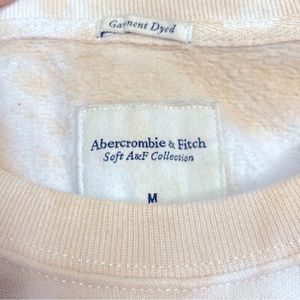 Garment Dyed
Abercrombie & Fitch
Soft A&F Collection
M